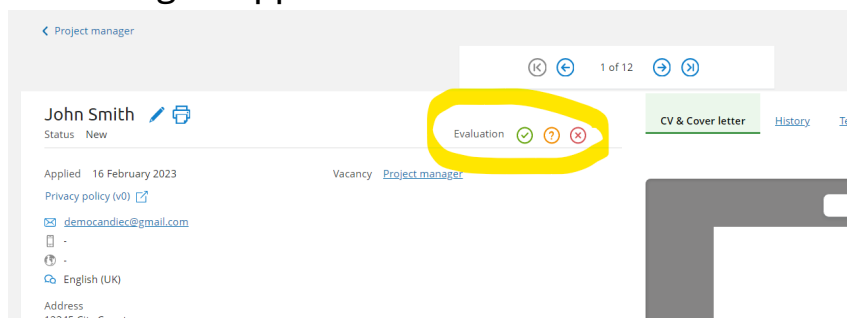 Project manager
1 of 12
John Smith
Status New
Evaluation
CV & Cover letter
History
Applied 16 February 2023
Vacancy Project manager
Privacy policy (v0)
democandiec@gmail.com
-
-
English (UK)
Address